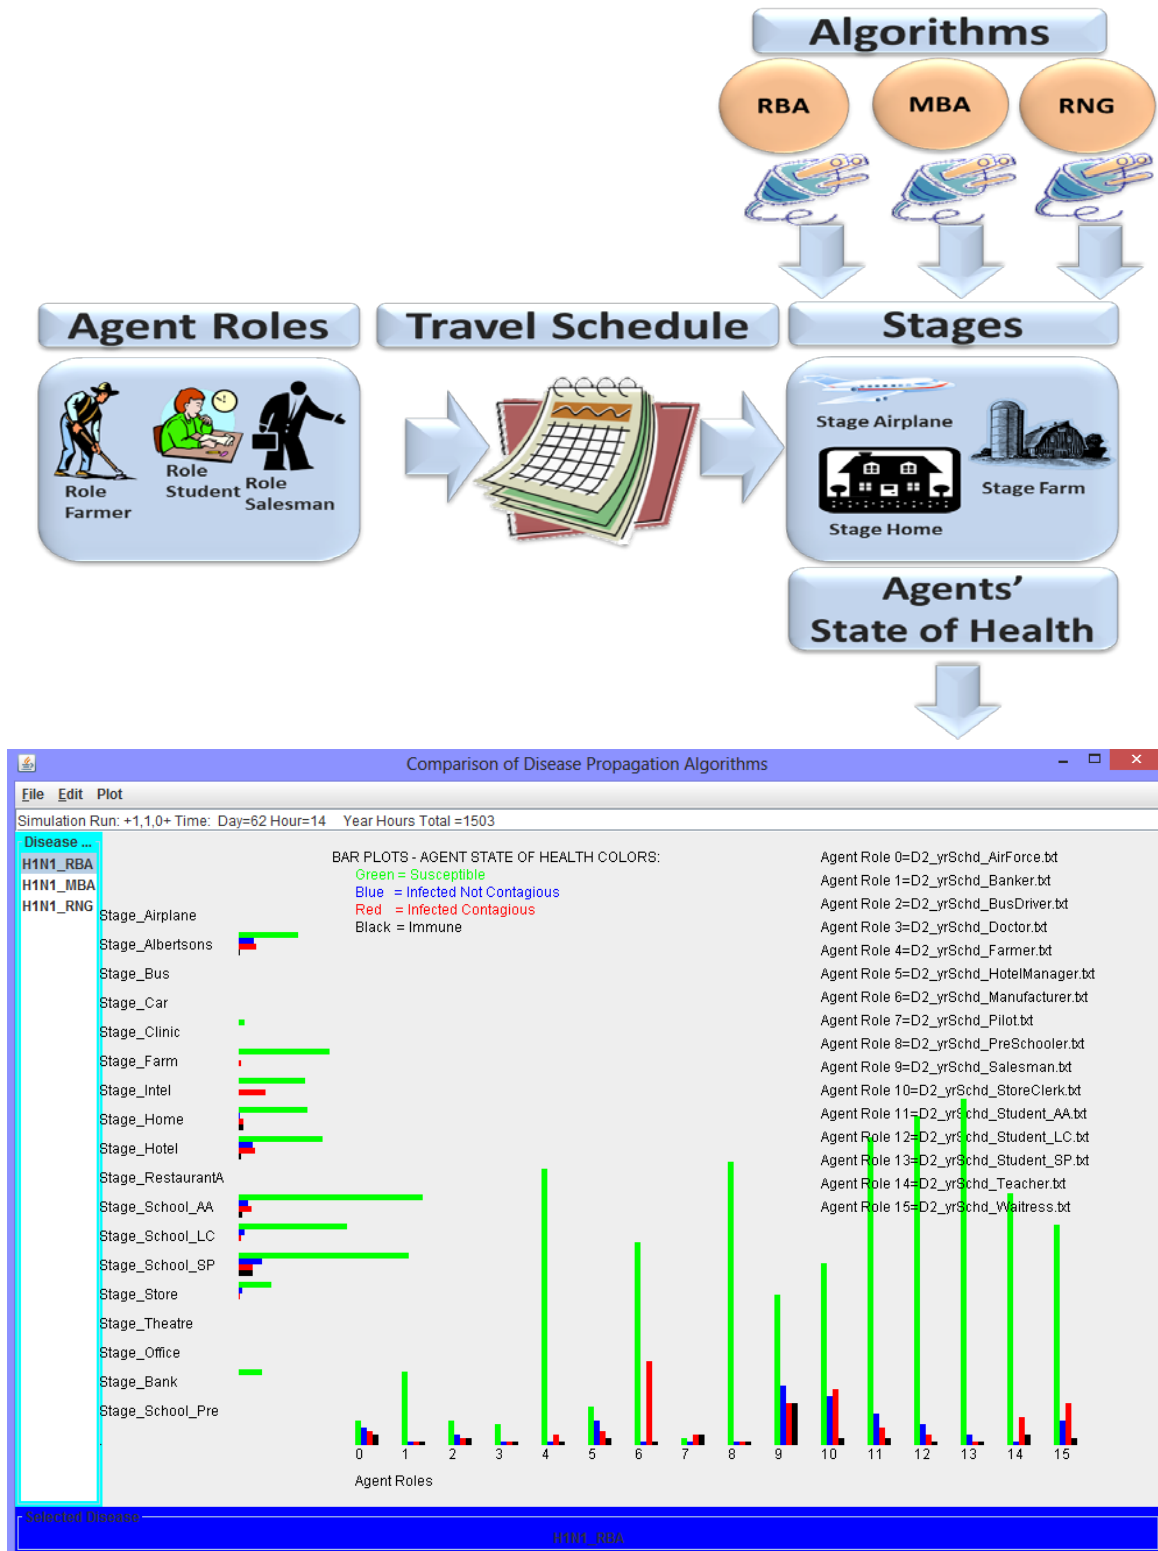 Algorithms
RBA
MBA
RNG
Agent Roles
Travel Schedule
Stages
Role
Farmer
Role
Student
Role
Salesman
Stage Airplane
Stage Farm
Stage Home
Agents’
State of Health
Comparison of Disease Propagation Algorithms
File Edit Plot
Simulation Run: +1,1,0+ Time: Day=62 Hour=14 Year Hours Total =1503
Disease ...
H1N1_RBA
H1N1_MBA
H1N1_RNG
Stage_Airplane
Stage_Albertsons
Stage_Bus
Stage_Car
Stage_Clinic
Stage_Farm
Stage_Intel
Stage_Home
Stage_Hotel
Stage_RestaurantA
Stage_School_AA
Stage_School_LC
Stage_School_SP
Stage_Store
Stage_Theatre
Stage_Office
Stage_Bank
Stage_School_Pre
BAR PLOTS - AGENT STATE OF HEALTH COLORS:
Green = Susceptible
Blue = Infected Not Contagious
Red = Infected Contagious
Black = Immune
Agent Role 0=D2_yrSchd_AirForce.txt
Agent Role 1=D2_yrSchd_Banker.txt
Agent Role 2=D2_yrSchd_BusDriver.txt
Agent Role 3=D2_yrSchd_Doctor.txt
Agent Role 4=D2_yrSchd_Farmer.txt
Agent Role 5=D2_yrSchd_HotelManager.txt
Agent Role 6=D2_yrSchd_Manufacturer.txt
Agent Role 7=D2_yrSchd_Pilot.txt
Agent Role 8=D2_yrSchd_PreSchooler.txt
Agent Role 9=D2_yrSchd_Salesman.txt
Agent Role 10=D2_yrSchd_StoreClerk.txt
Agent Role 11=D2_yrSchd_Student_AA.txt
Agent Role 12=D2_yrSchd_Student_LC.txt
Agent Role 13=D2_yrSchd_Student_SP.txt
Agent Role 14=D2_yrSchd_Teacher.txt
Agent Role 15=D2_yrSchd_Waitress.txt
0 1 2 3 4 5 6 7 8 9 10 11 12 13 14 15
Agent Roles
Selected Disease
H1N1_RBA